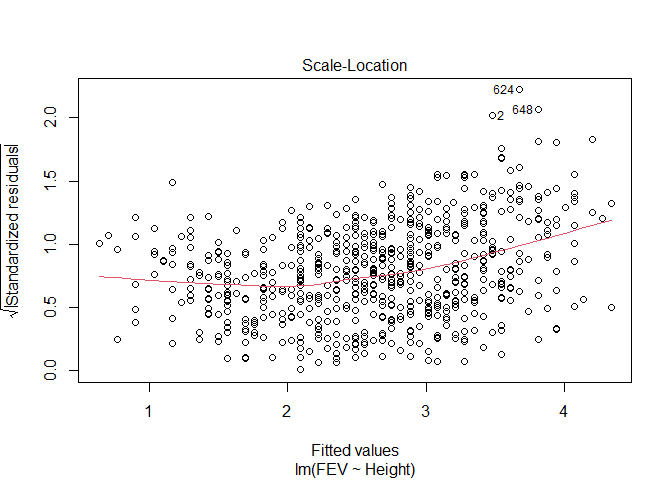 Scale-Location
√|Standardized residuals|
0.0 0.5 1.0 1.5 2.0
624
648
2
1 2 3 4
Fitted values
lm(FEV ~ Height)